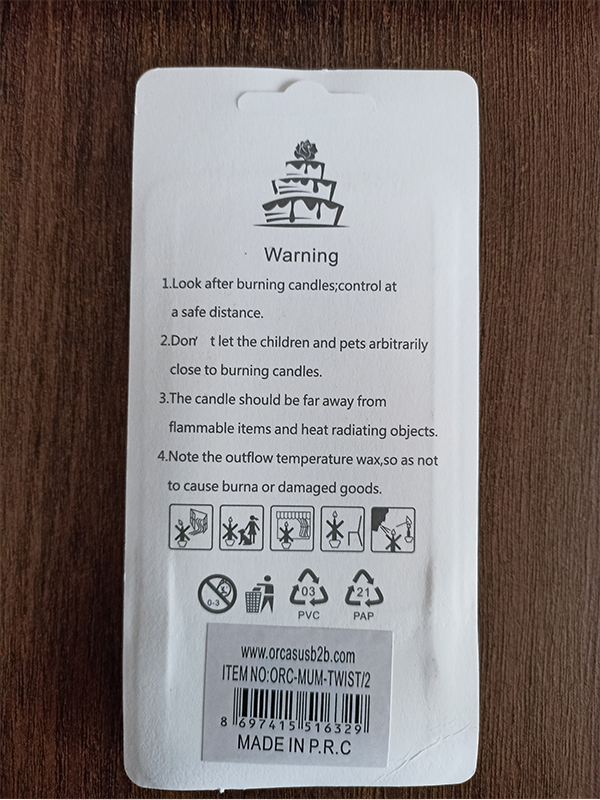 Warning
1.Look after burning candles;control at
a safe distance.
2.Don' t let the children and pets arbitrarily
close to burning candles.
3.The candle should be far away from
flammable items and heat radiating objects.
4.Note the outflow temperature wax,so as not
to cause burna or damaged goods.
0-3
03
21
PVC
PAP
www.orcasusb2b.com
ITEM NO:ORC-MUM-TWIST/2
8 697415 516329
MADE IN P.R.C